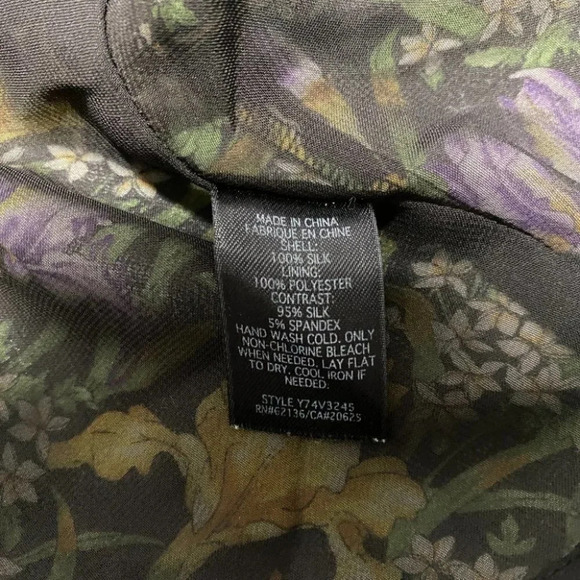 MADE IN CHINA
FABRIQUE EN CHINE
SHELL:
100% SILK
LINING:
100% POLYESTER
CONTRAST:
95% SILK
5% SPANDEX
HAND WASH COLD. ONLY
NON-CHLORINE BLEACH
WHEN NEEDED. LAY FLAT
TO DRY. COOL IRON IF
NEEDED.
STYLE Y74V3245
RN#62136/CA#20625